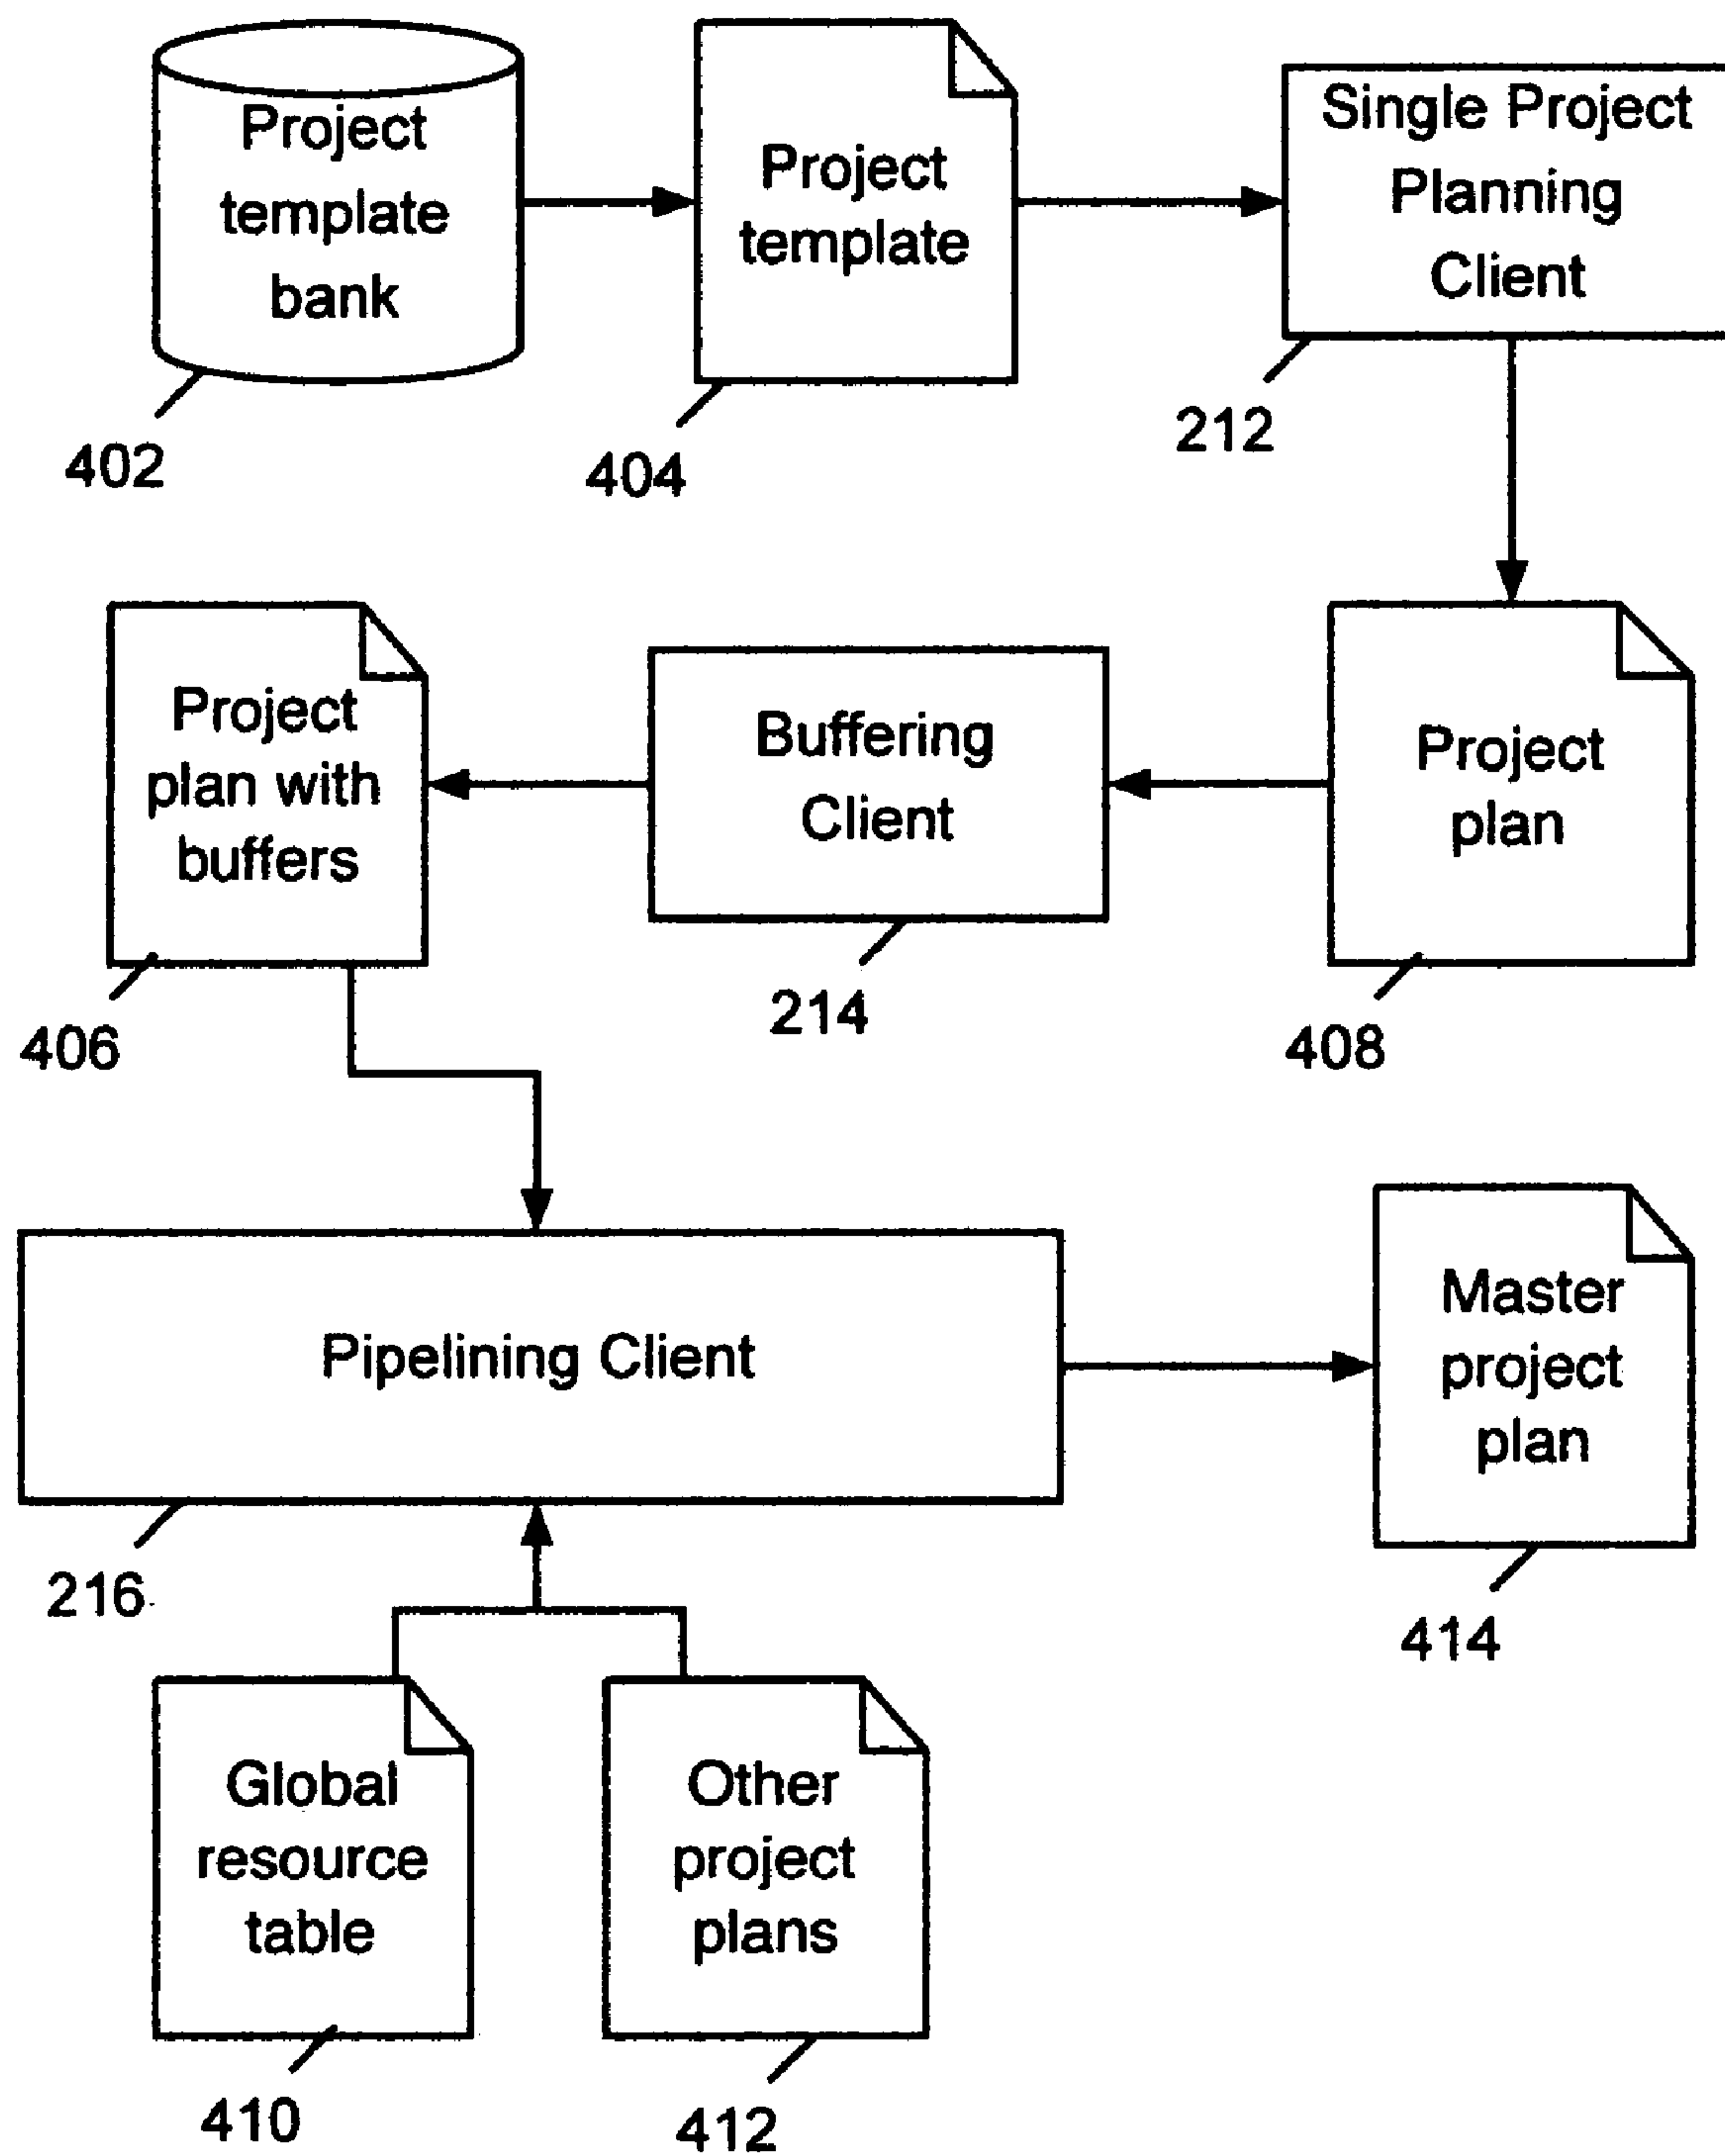 Project
template
bank
402
Project
template
404
Single Project
Planning
Client
212
Project
plan with
buffers
406
Buffering
Client
214
Project
plan
408
Pipelining Client
216
Master
project
plan
414
Global
resource
table
410
Other
project
plans
412